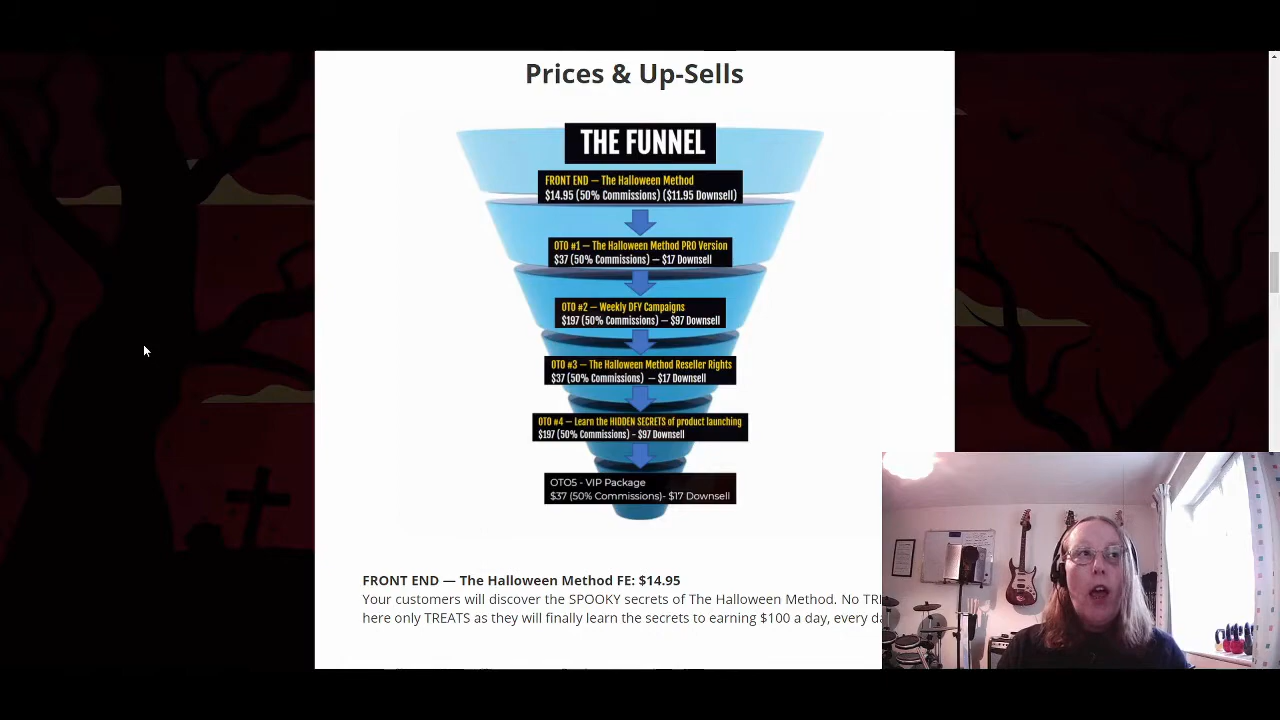 Prices & Up-Sells
THE FUNNEL
FRONT END — The Halloween Method
$14.95 (50% Commissions) ($11.95 Downsell)
OTO #1 — The Halloween Method PRO Version
$37 (50% Commissions) — $17 Downsell
OTO #2 — Weekly DFY Campaigns
$197 (50% Commissions) — $97 Downsell
OTO #3 — The Halloween Method Reseller Rights
$37 (50% Commissions) — $17 Downsell
OTO #4 — Learn the HIDDEN SECRETS of product launching
$197 (50% Commissions) - $97 Downsell
OTO5 - VIP Package
$37 (50% Commissions)- $17 Downsell
FRONT END — The Halloween Method FE: $14.95
Your customers will discover the SPOOKY secrets of The Halloween Method. No
here only TREATS as they will finally learn the secrets to earning $100 a day, every